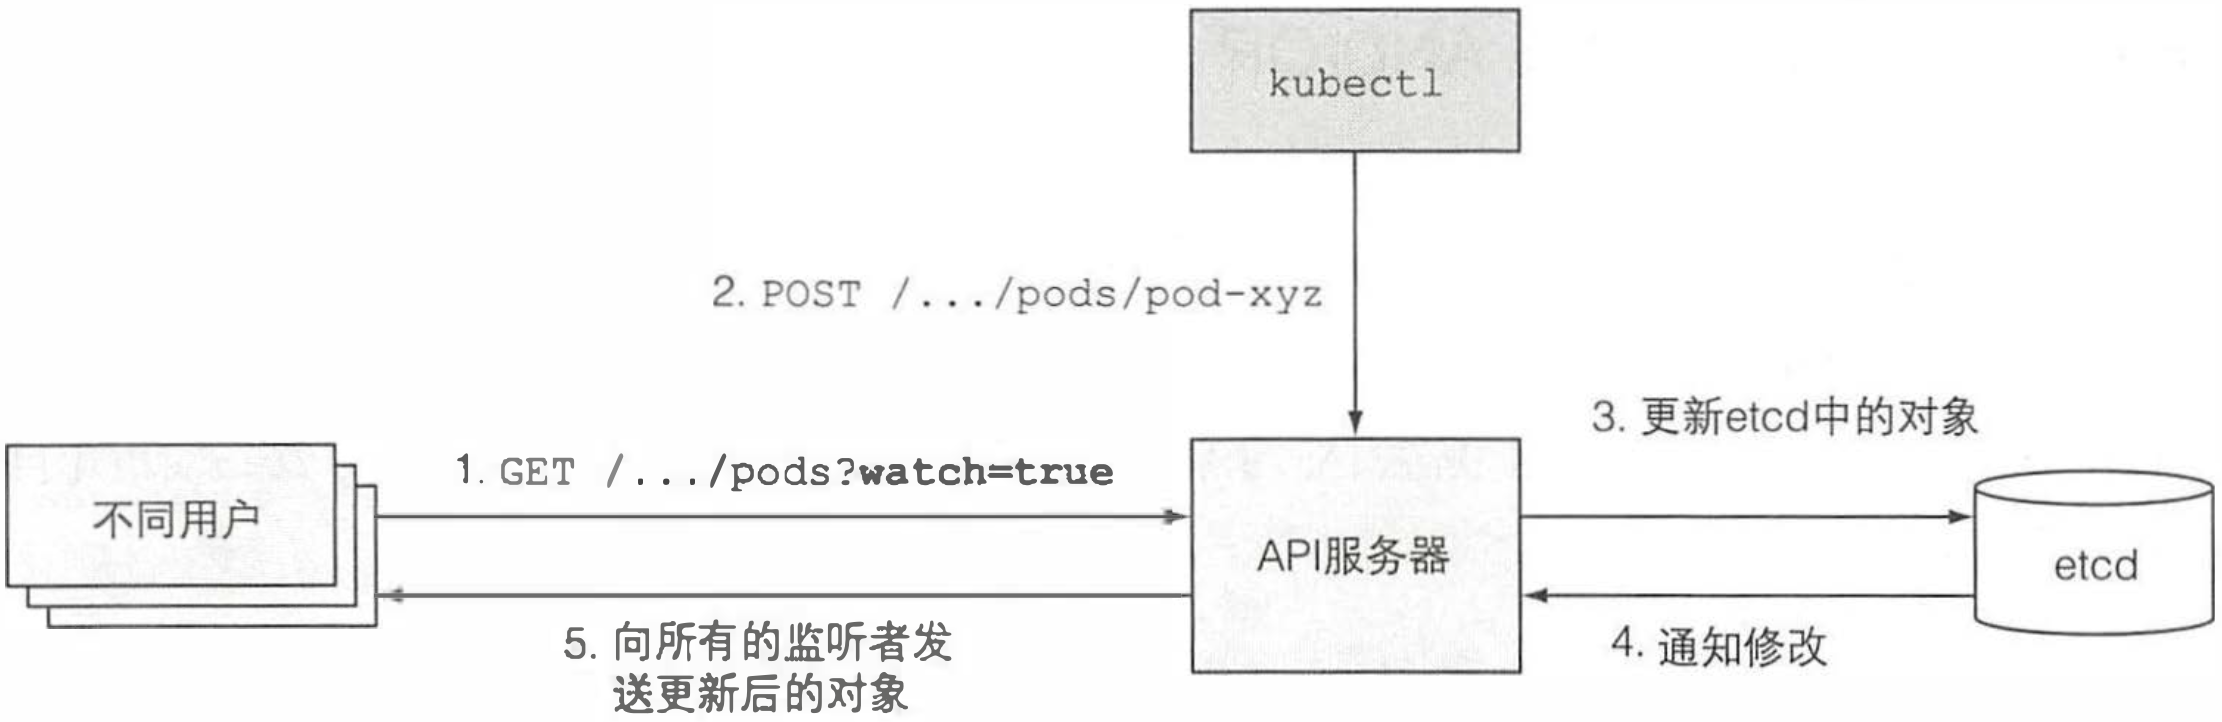 kubectl
2. POST /.../pods/pod-xyz
3. 更新etcd中的对象
1. GET /.../pods?watch=true
不同用户
API服务器
etcd
4. 通知修改
5. 向所有的监听者发
送更新后的对象